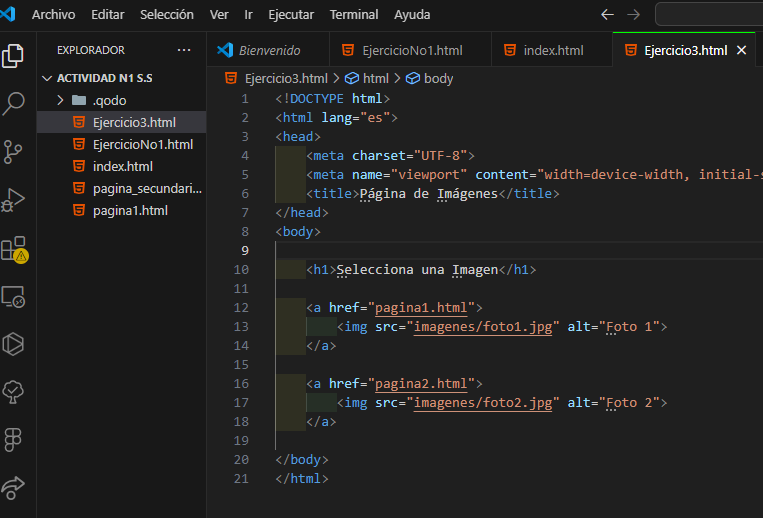 Archivo Editar Selección Ver Ir Ejecutar Terminal Ayuda
EXPLORADOR ···
Bienvenido EjercicioNo1.html index.html Ejercicio3.html
ACTIVIDAD N1 S.S
.qodo
Ejercicio3.html
EjercicioNo1.html
index.html
pagina_secundari...
pagina1.html
Ejercicio3.html > html > body
1 <!DOCTYPE html>
2 <html lang="es">
3 <head>
4 <meta charset="UTF-8">
5 <meta name="viewport" content="width=device-width, initial-s
6 <title>Página de Imágenes</title>
7 </head>
8 <body>
9
10 <h1>Selecciona una Imagen</h1>
11
12 <a href="pagina1.html">
13 <img src="imagenes/foto1.jpg" alt="Foto 1">
14 </a>
15
16 <a href="pagina2.html">
17 <img src="imagenes/foto2.jpg" alt="Foto 2">
18 </a>
19
20 </body>
21 </html>